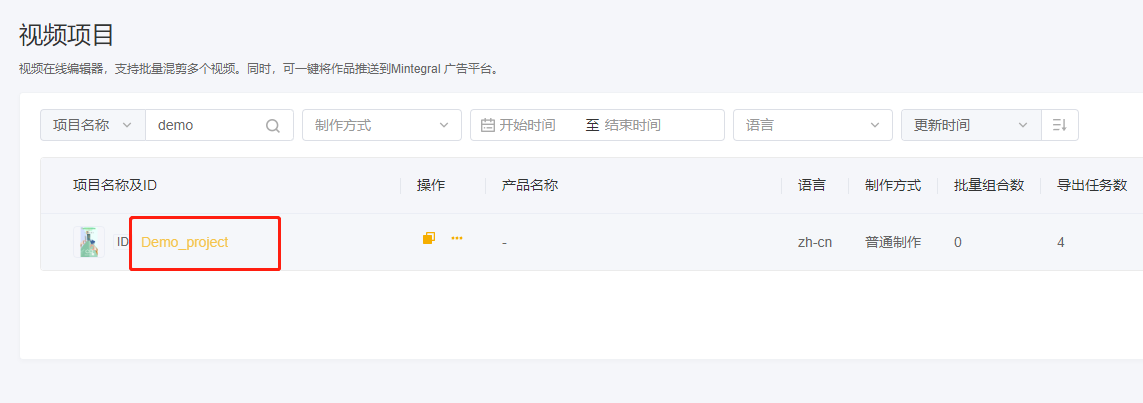 视频项目
视频在线编辑器，支持批量混剪多个视频。同时，可一键将作品推送到Mintegral 广告平台。
项目名称 demo 制作方式 开始时间 至 结束时间 语言 更新时间
项目名称及ID 操作 产品名称 语言 制作方式 批量组合数 导出任务数
ID Demo_project - zh-cn 普通制作 0 4